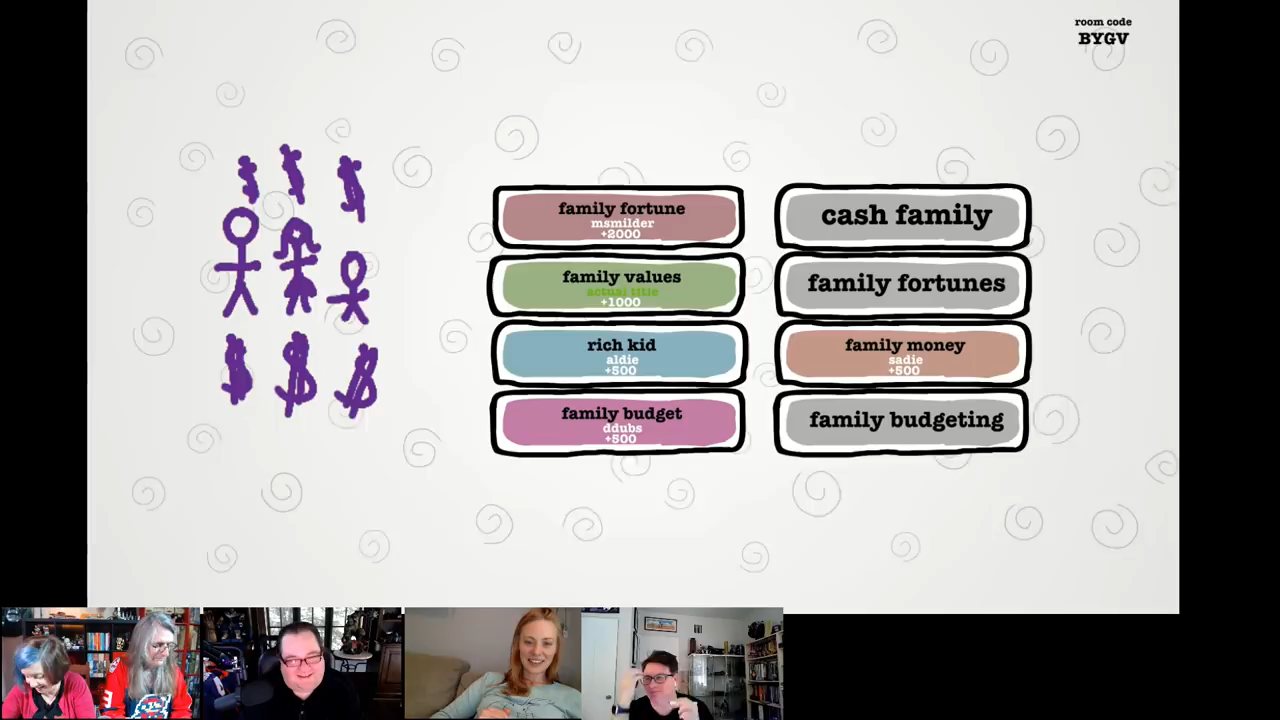 room code
BYGV
family fortune
msmilder
+2000
cash family
family values
actual title
+1000
family fortunes
rich kid
aldie
+500
family money
sadie
+500
family budget
ddubs
+500
family budgeting
$ $ $
$ $ $